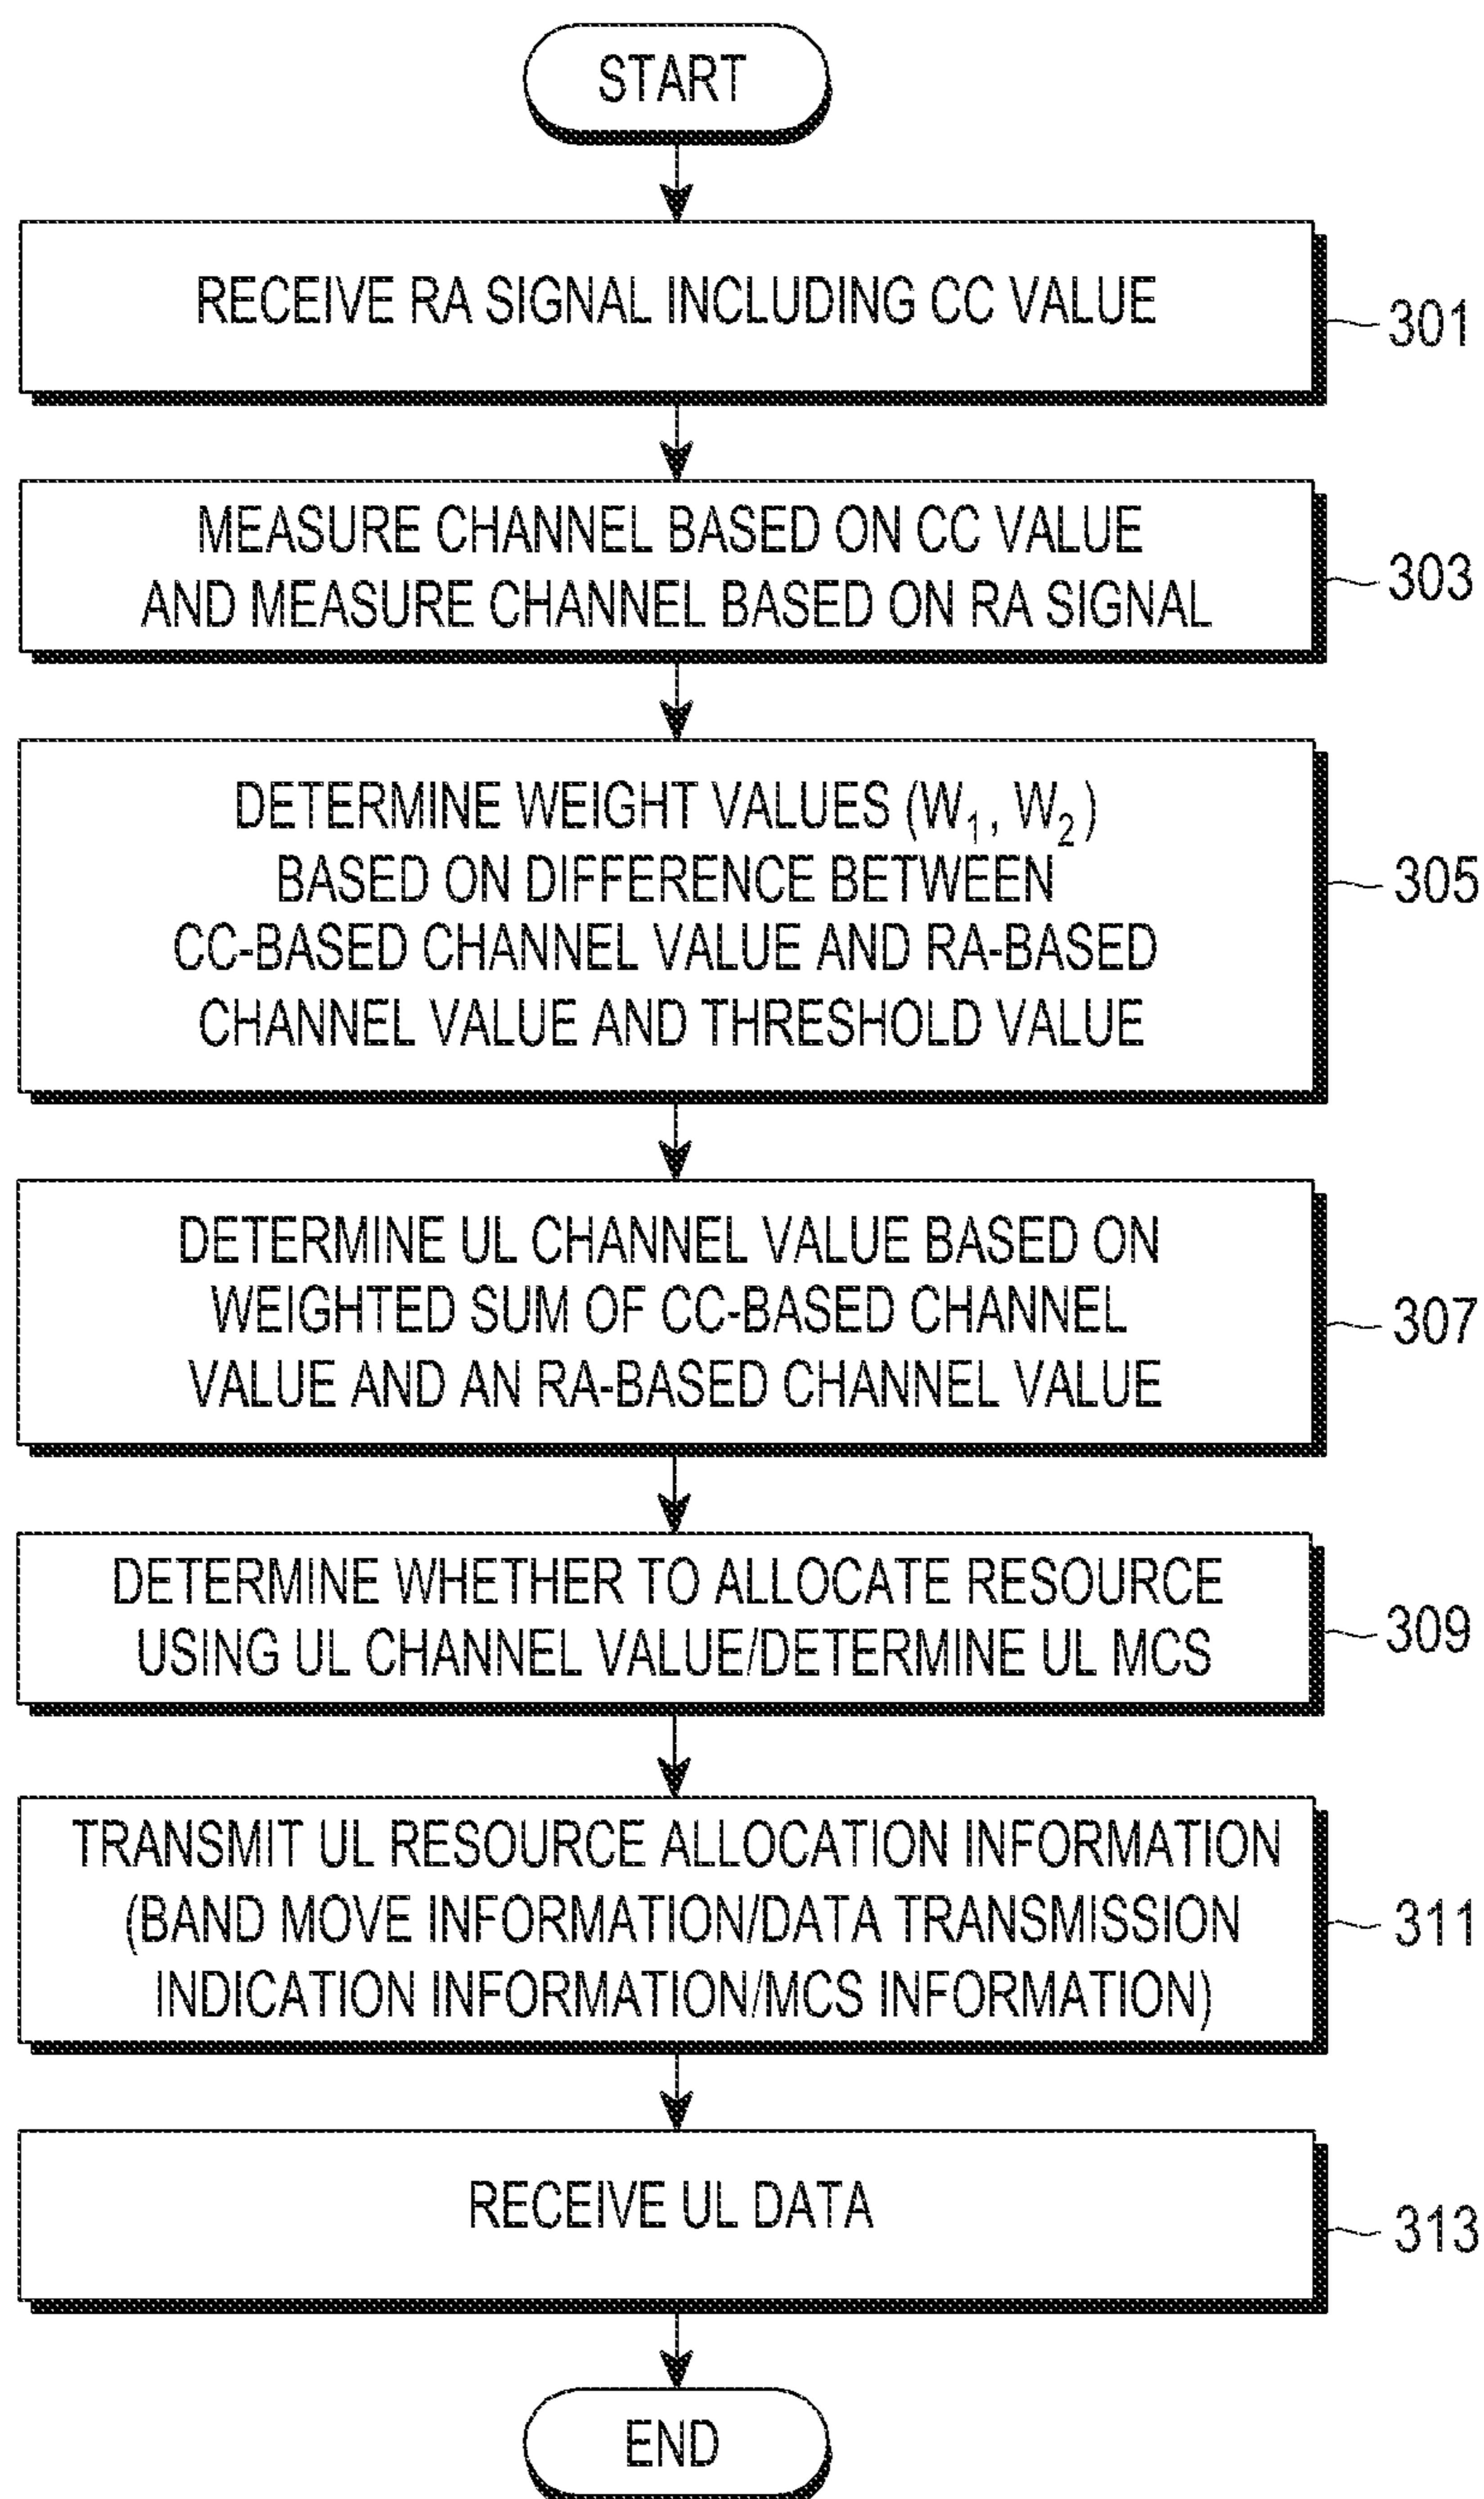 START
RECEIVE RA SIGNAL INCLUDING CC VALUE
301
MEASURE CHANNEL BASED ON CC VALUE
AND MEASURE CHANNEL BASED ON RA SIGNAL
303
DETERMINE WEIGHT VALUES (W1, W2)
BASED ON DIFFERENCE BETWEEN
CC-BASED CHANNEL VALUE AND RA-BASED
CHANNEL VALUE AND THRESHOLD VALUE
305
DETERMINE UL CHANNEL VALUE BASED ON
WEIGHTED SUM OF CC-BASED CHANNEL
VALUE AND AN RA-BASED CHANNEL VALUE
307
DETERMINE WHETHER TO ALLOCATE RESOURCE
USING UL CHANNEL VALUE/DETERMINE UL MCS
309
TRANSMIT UL RESOURCE ALLOCATION INFORMATION
(BAND MOVE INFORMATION/DATA TRANSMISSION
INDICATION INFORMATION/MCS INFORMATION)
311
RECEIVE UL DATA
313
END